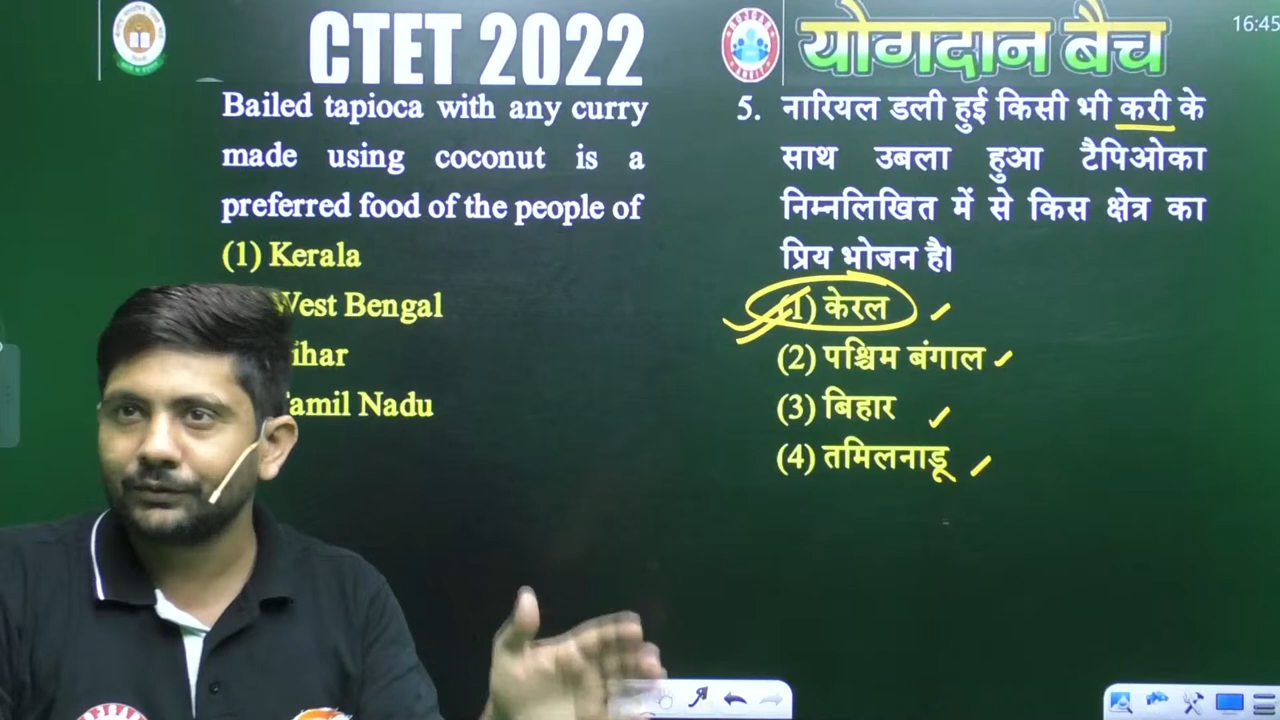 CTET 2022
योगदान बैच
16:45
Bailed tapioca with any curry
made using coconut is a
preferred food of the people of
(1) Kerala
West Bengal
ihar
amil Nadu
5. नारियल डली हुई किसी भी करी के
साथ उबला हुआ टैपिओका
निम्नलिखित में से किस क्षेत्र का
प्रिय भोजन है।
(1) केरल
(2) पश्चिम बंगाल
(3) बिहार
(4) तमिलनाडू